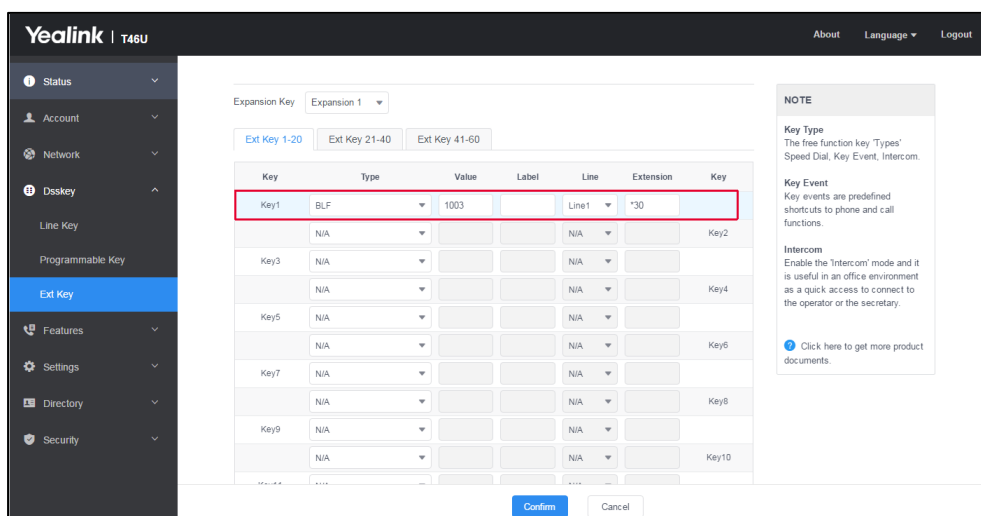 Yealink | T46U
About Language Logout
Status
Account
Network
Dsskey
Line Key
Programmable Key
Ext Key
Features
Settings
Directory
Security
Expansion Key Expansion 1
Ext Key 1-20 Ext Key 21-40 Ext Key 41-60
Key Type Value Label Line Extension Key
Key1 BLF 1003 Line1 *30
N/A N/A Key2
Key3 N/A N/A
N/A N/A Key4
Key5 N/A N/A
N/A N/A Key6
Key7 N/A N/A
N/A N/A Key8
Key9 N/A N/A
N/A N/A Key10
Confirm Cancel
NOTE
Key Type
The free function key 'Types'
Speed Dial, Key Event, Intercom.
Key Event
Key events are predefined
shortcuts to phone and call
functions.
Intercom
Enable the 'Intercom' mode and it
is useful in an office environment
as a quick access to connect to
the operator or the secretary.
Click here to get more product
documents.